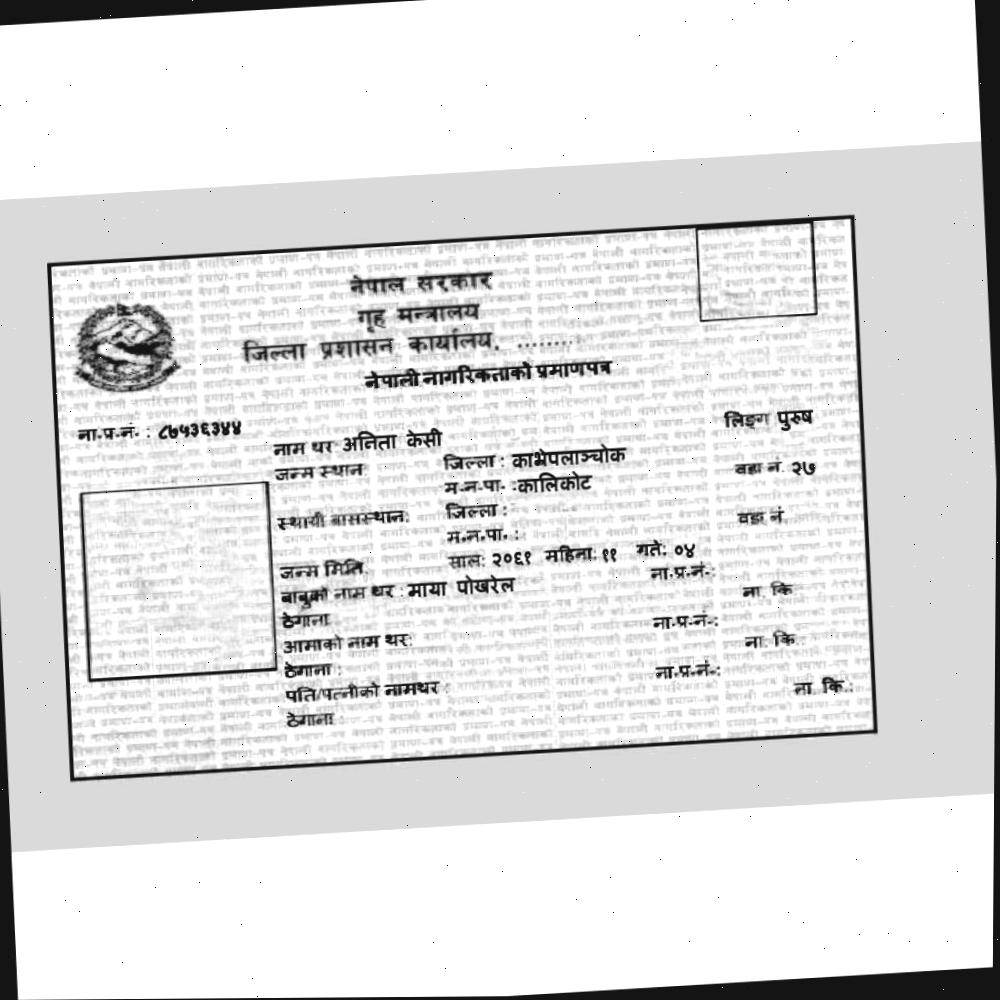 नेपाल सरकार
गृह मन्त्रालय
जिल्ला प्रशासन कार्यालय. ........
नेपाली नागरिकताको प्रमाणपत्र
ना.प्र.नं. : ८७५३६३४४
लिङ्ग पुरुष
नाम थर अनिता केसी
जन्म स्थान: जिल्ला : काभ्रेपलाञ्चोक
वडा नं. २७
म.न.पा. :कालिकोट
स्थायी बासस्थान: जिल्ला :
वडा नं.
म.न.पा. :
जन्म मिति: साल: २०६१ महिना: ११ गते: ०४
बाबुको नाम थर : माया पोखरेल ना.प्र.नं.:
ठेगाना: ना. कि.
आमाको नाम थर: ना.प्र.नं.:
ठेगाना : ना. कि.:
पति/पत्नीको नामथर : ना.प्र.नं.:
ठेगाना : ना. कि.: